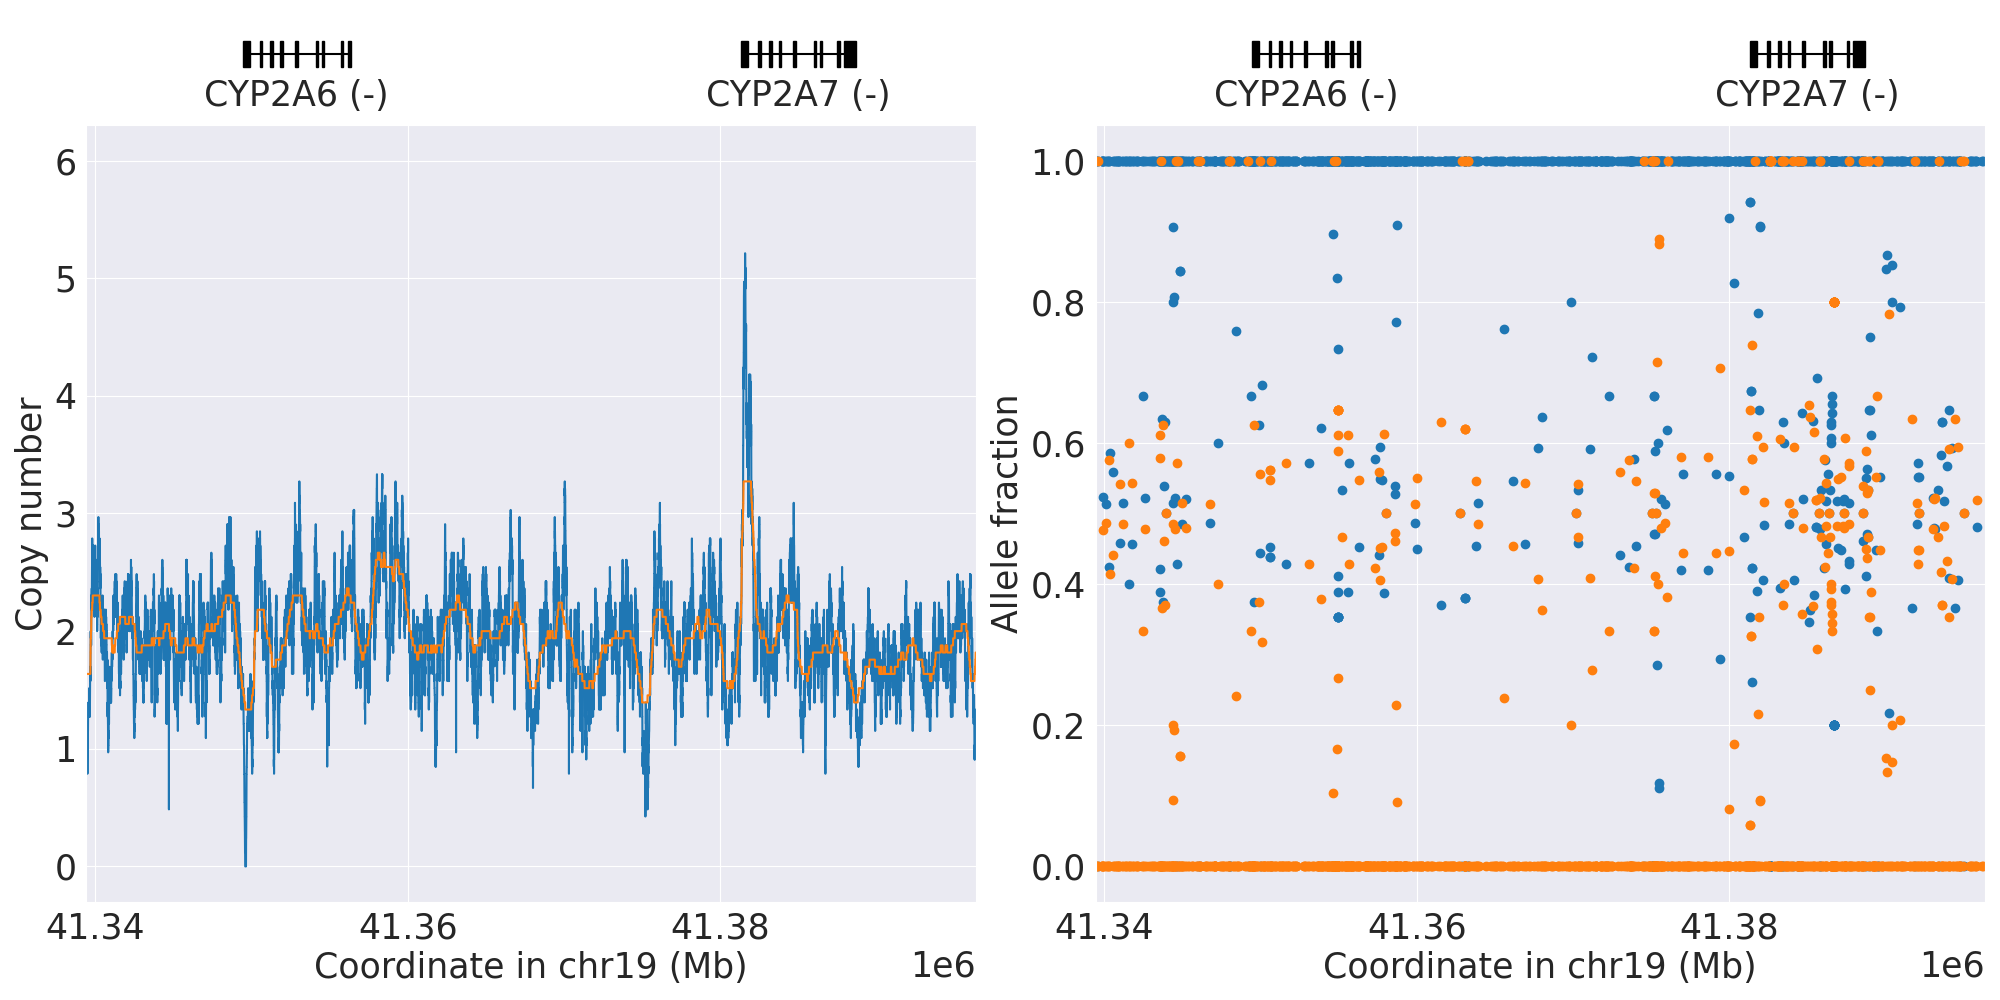 CYP2A6 (-)
CYP2A7 (-)
6
5
4
3
2
1
0
Copy number
41.34
41.36
41.38
Coordinate in chr19 (Mb)
1e6
CYP2A6 (-)
CYP2A7 (-)
1.0
0.8
0.6
0.4
0.2
0.0
Allele fraction
41.34
41.36
41.38
Coordinate in chr19 (Mb)
1e6